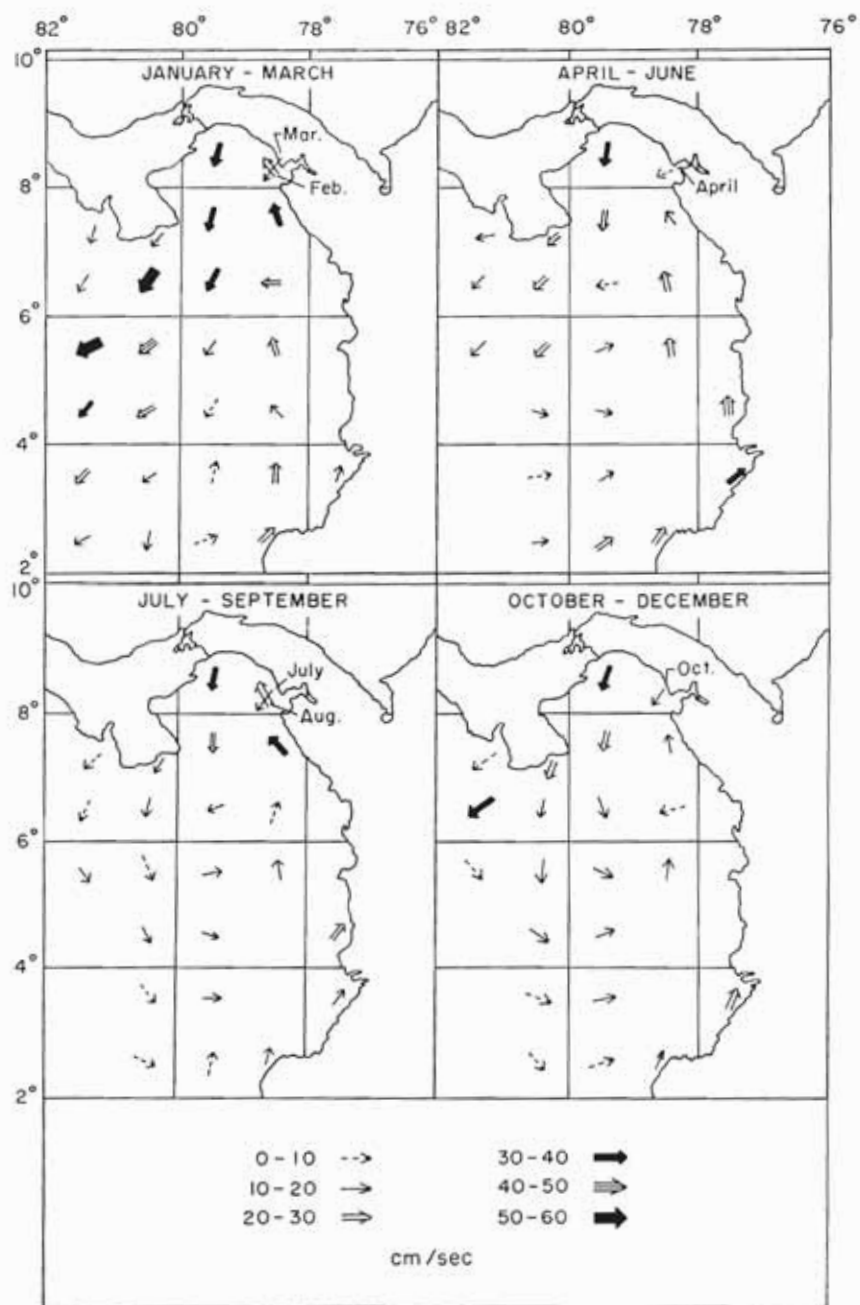 82° 80° 78° 76°
82° 80° 78° 76°
10°
JANUARY – MARCH
APRIL – JUNE
Mar.
Feb.
April
8°
6°
4°
2°
10°
JULY – SEPTEMBER
OCTOBER – DECEMBER
July
Aug.
Oct.
8°
6°
4°
2°
0–10
30–40
10–20
40–50
20–30
50–60
cm/sec